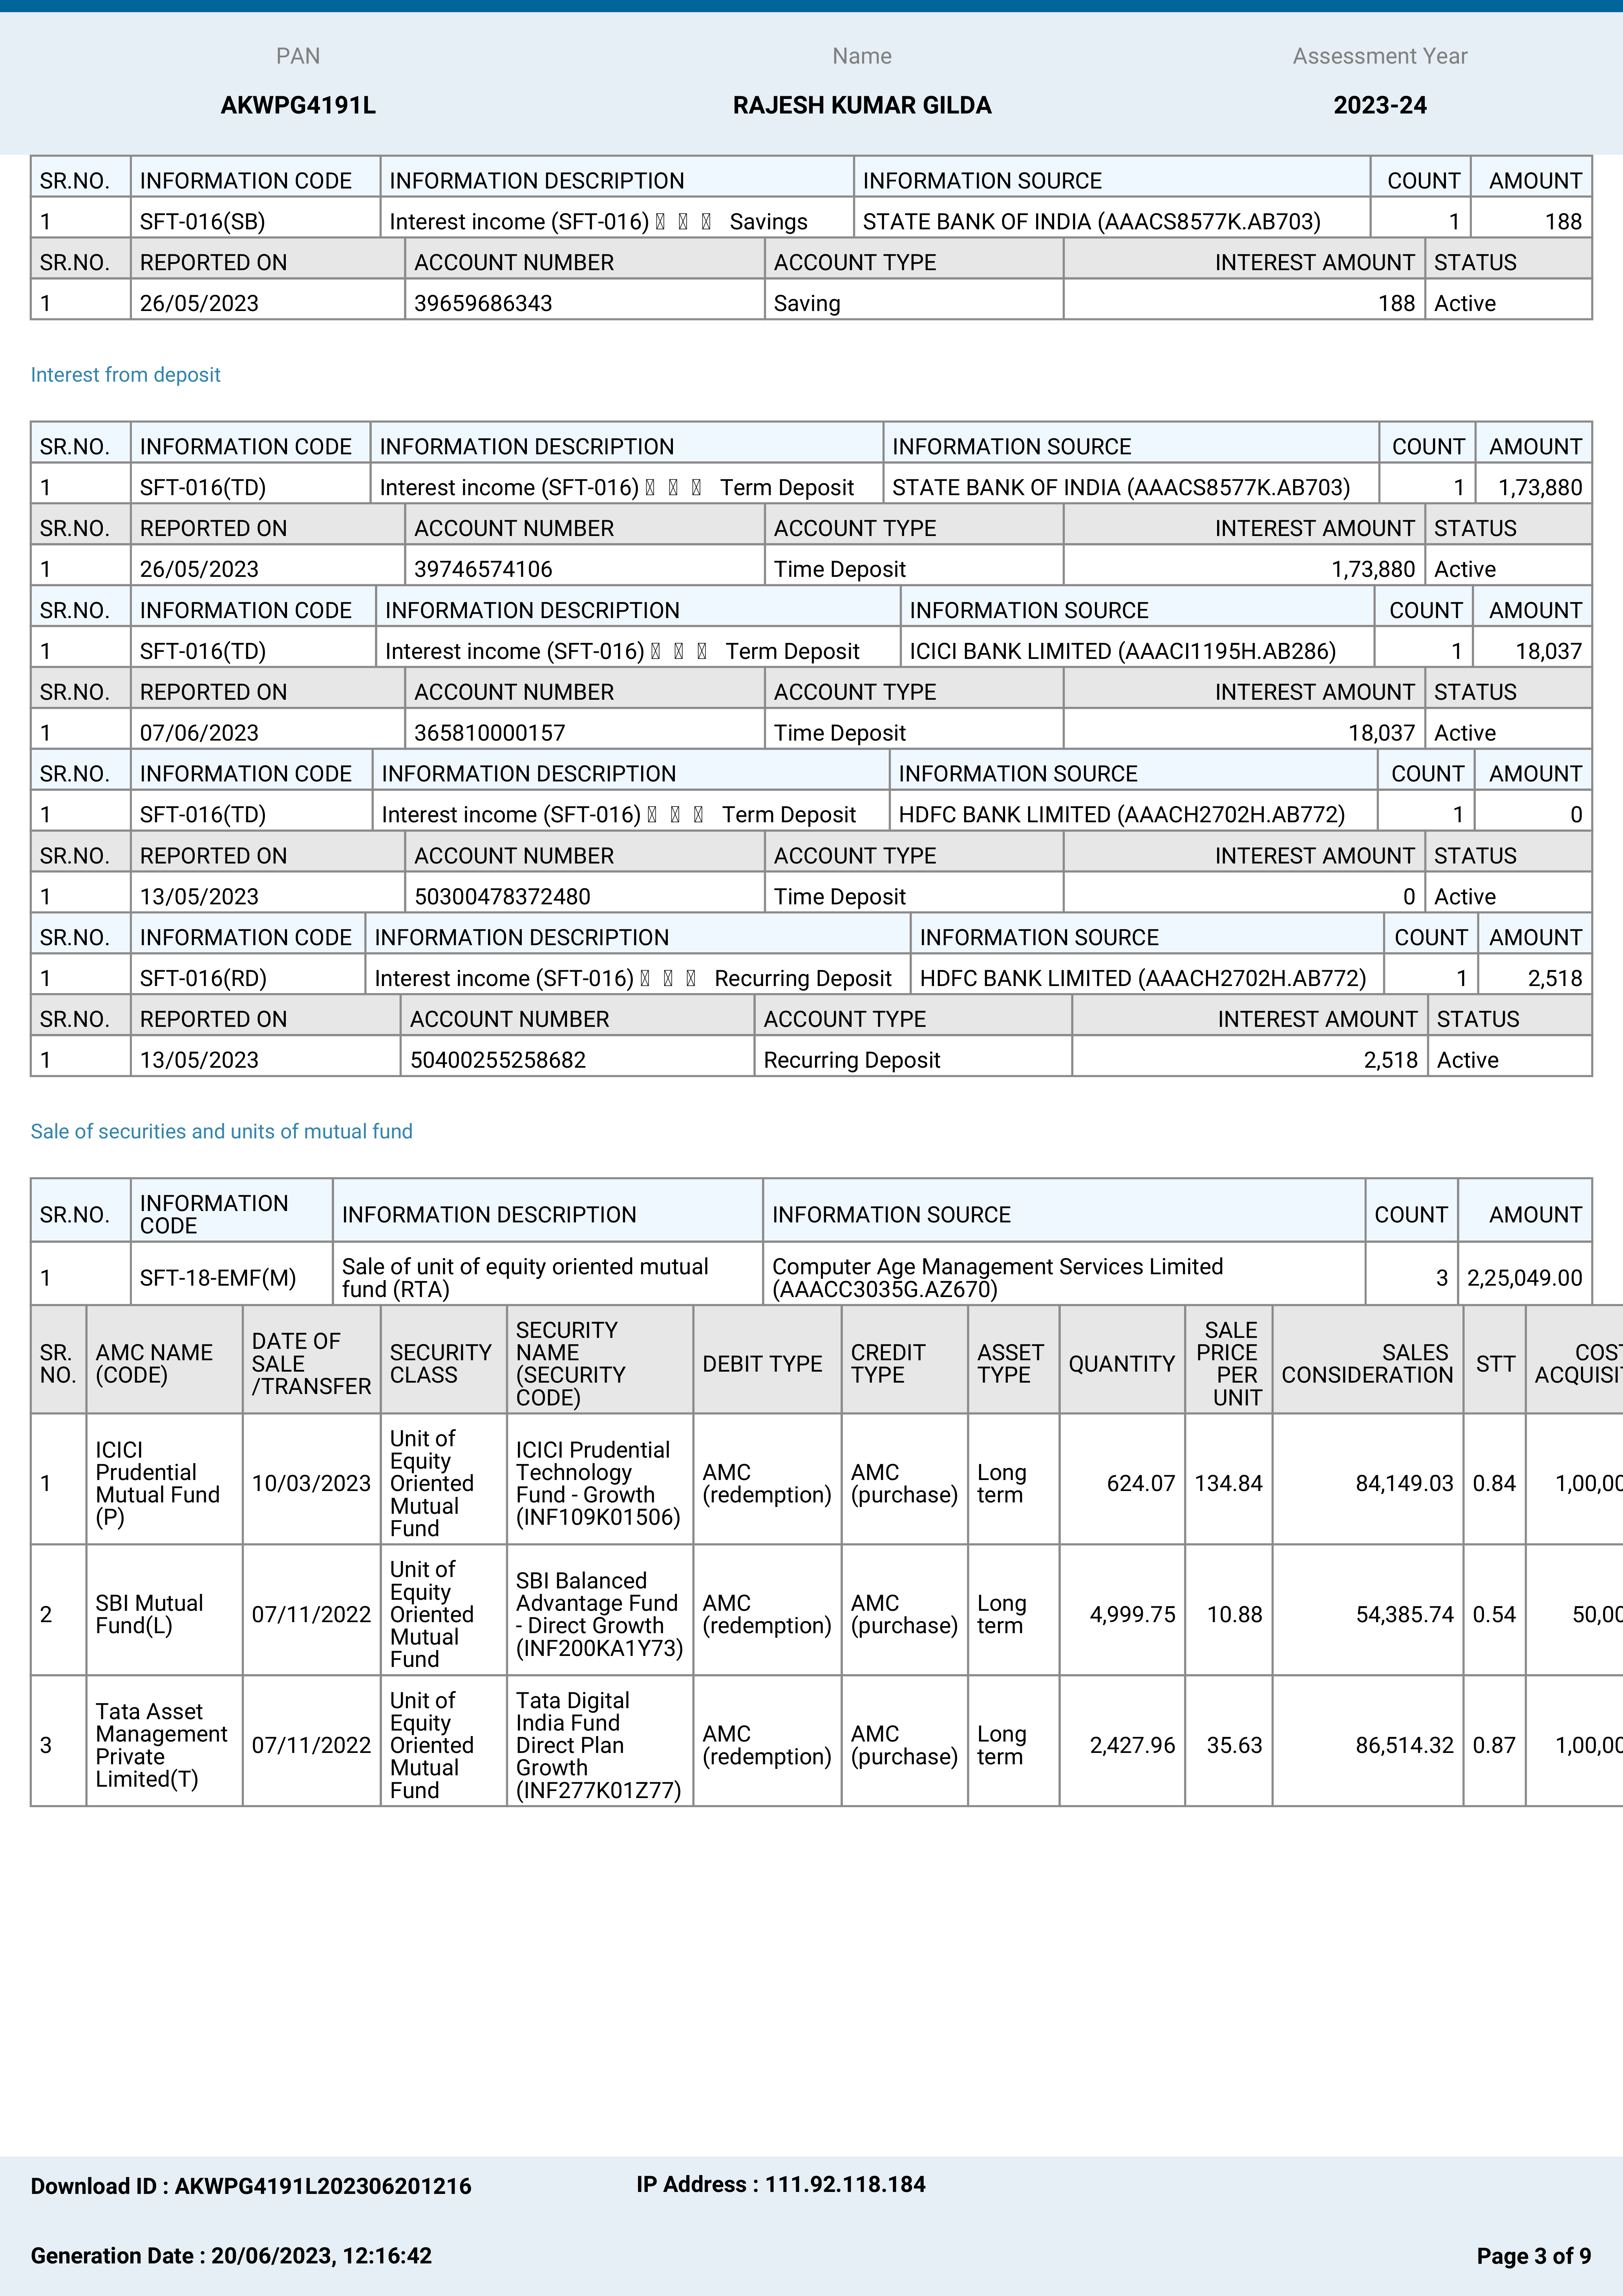 PAN Name Assessment Year
AKWPG4191L RAJESH KUMAR GILDA 2023-24
SR.NO. INFORMATION CODE INFORMATION DESCRIPTION INFORMATION SOURCE COUNT AMOUNT
1 SFT-016(SB) Interest income (SFT-016) Savings STATE BANK OF INDIA (AAACS8577K.AB703) 1 188
SR.NO. REPORTED ON ACCOUNT NUMBER ACCOUNT TYPE INTEREST AMOUNT STATUS
1 26/05/2023 39659686343 Saving 188 Active
Interest from deposit
SR.NO. INFORMATION CODE INFORMATION DESCRIPTION INFORMATION SOURCE COUNT AMOUNT
1 SFT-016(TD) Interest income (SFT-016) Term Deposit STATE BANK OF INDIA (AAACS8577K.AB703) 1 1,73,880
SR.NO. REPORTED ON ACCOUNT NUMBER ACCOUNT TYPE INTEREST AMOUNT STATUS
1 26/05/2023 39746574106 Time Deposit 1,73,880 Active
SR.NO. INFORMATION CODE INFORMATION DESCRIPTION INFORMATION SOURCE COUNT AMOUNT
1 SFT-016(TD) Interest income (SFT-016) Term Deposit ICICI BANK LIMITED (AAACI1195H.AB286) 1 18,037
SR.NO. REPORTED ON ACCOUNT NUMBER ACCOUNT TYPE INTEREST AMOUNT STATUS
1 07/06/2023 365810000157 Time Deposit 18,037 Active
SR.NO. INFORMATION CODE INFORMATION DESCRIPTION INFORMATION SOURCE COUNT AMOUNT
1 SFT-016(TD) Interest income (SFT-016) Term Deposit HDFC BANK LIMITED (AAACH2702H.AB772) 1 0
SR.NO. REPORTED ON ACCOUNT NUMBER ACCOUNT TYPE INTEREST AMOUNT STATUS
1 13/05/2023 50300478372480 Time Deposit 0 Active
SR.NO. INFORMATION CODE INFORMATION DESCRIPTION INFORMATION SOURCE COUNT AMOUNT
1 SFT-016(RD) Interest income (SFT-016) Recurring Deposit HDFC BANK LIMITED (AAACH2702H.AB772) 1 2,518
SR.NO. REPORTED ON ACCOUNT NUMBER ACCOUNT TYPE INTEREST AMOUNT STATUS
1 13/05/2023 50400255258682 Recurring Deposit 2,518 Active
Sale of securities and units of mutual fund
SR.NO. INFORMATION CODE INFORMATION DESCRIPTION INFORMATION SOURCE COUNT AMOUNT
1 SFT-18-EMF(M) Sale of unit of equity oriented mutual fund (RTA) Computer Age Management Services Limited (AAACC3035G.AZ670) 3 2,25,049.00
SR. NO. AMC NAME (CODE) DATE OF SALE /TRANSFER SECURITY CLASS SECURITY NAME (SECURITY CODE) DEBIT TYPE CREDIT TYPE ASSET TYPE QUANTITY SALE PRICE PER UNIT SALES CONSIDERATION STT COST ACQUISIT
1 ICICI Prudential Mutual Fund (P) 10/03/2023 Unit of Equity Oriented Mutual Fund ICICI Prudential Technology Fund - Growth (INF109K01506) AMC (redemption) AMC (purchase) Long term 624.07 134.84 84,149.03 0.84 1,00,00
2 SBI Mutual Fund(L) 07/11/2022 Unit of Equity Oriented Mutual Fund SBI Balanced Advantage Fund - Direct Growth (INF200KA1Y73) AMC (redemption) AMC (purchase) Long term 4,999.75 10.88 54,385.74 0.54 50,00
3 Tata Asset Management Private Limited(T) 07/11/2022 Unit of Equity Oriented Mutual Fund Tata Digital India Fund Direct Plan Growth (INF277K01Z77) AMC (redemption) AMC (purchase) Long term 2,427.96 35.63 86,514.32 0.87 1,00,00
Download ID : AKWPG4191L202306201216 IP Address : 111.92.118.184
Generation Date : 20/06/2023, 12:16:42 Page 3 of 9